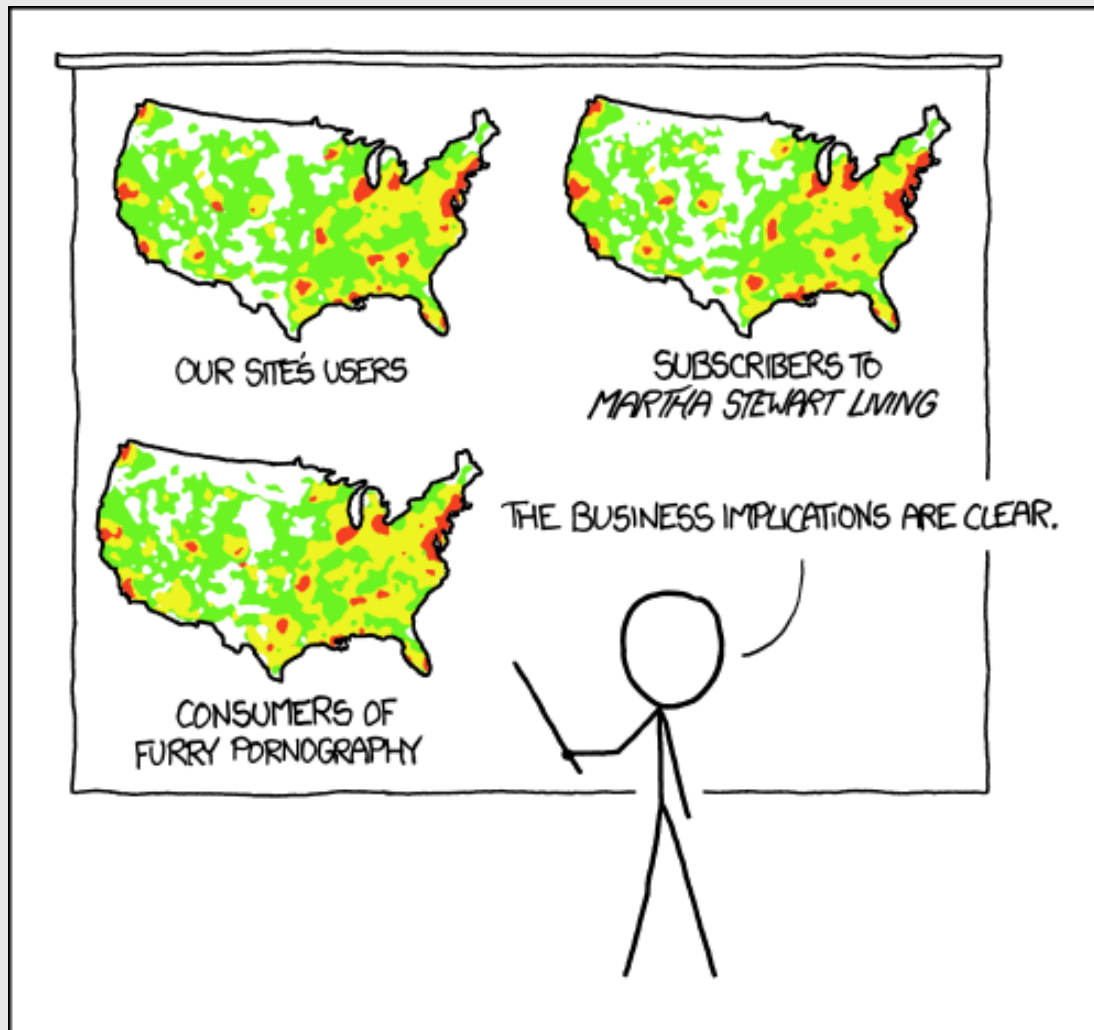 OUR SITE'S USERS
SUBSCRIBERS TO
MARTHA STEWART LIVING
CONSUMERS OF
FURRY PORNOGRAPHY
THE BUSINESS IMPLICATIONS ARE CLEAR.